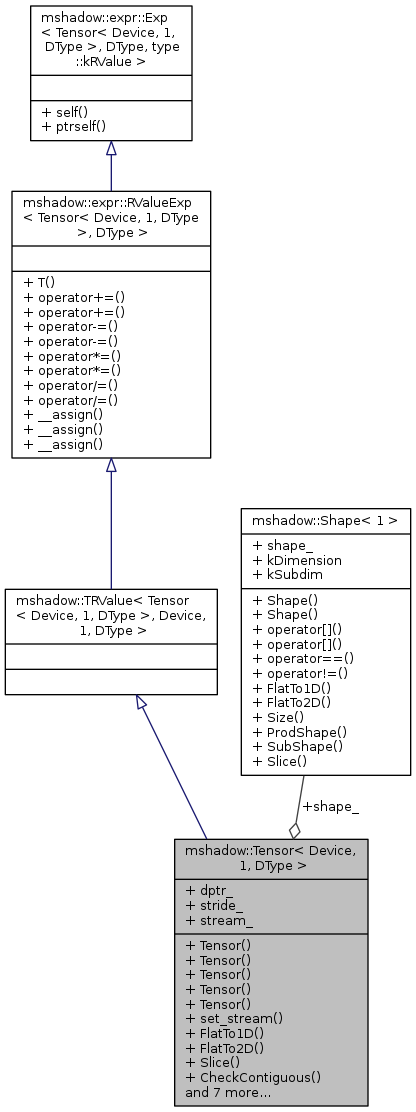 mshadow::expr::Exp
< Tensor< Device, 1,
DType >, DType, type
::kRValue >
+ self()
+ ptrself()
mshadow::expr::RValueExp
< Tensor< Device, 1, DType
>, DType >
+ T()
+ operator+=()
+ operator+=()
+ operator-=()
+ operator-=()
+ operator*=()
+ operator*=()
+ operator/=()
+ operator/=()
+ __assign()
+ __assign()
+ __assign()
mshadow::Shape< 1 >
+ shape_
+ kDimension
+ kSubdim
+ Shape()
+ Shape()
+ operator[]()
+ operator[]()
+ operator==()
+ operator!=()
+ FlatTo1D()
+ FlatTo2D()
+ Size()
+ ProdShape()
+ SubShape()
+ Slice()
mshadow::TRValue< Tensor
< Device, 1, DType >, Device,
1, DType >
+shape_
mshadow::Tensor< Device,
1, DType >
+ dptr_
+ stride_
+ stream_
+ Tensor()
+ Tensor()
+ Tensor()
+ Tensor()
+ Tensor()
+ set_stream()
+ FlatTo1D()
+ FlatTo2D()
+ Slice()
+ CheckContiguous()
and 7 more...